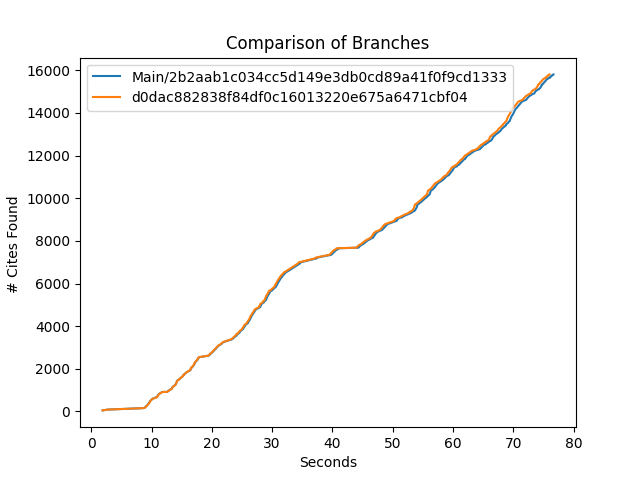 Comparison of Branches
Main/2b2aab1c034cc5d149e3db0cd89a41f0f9cd1333
d0dac882838f84df0c16013220e675a6471cbf04
16000
14000
12000
10000
8000
6000
4000
2000
0
# Cites Found
0 10 20 30 40 50 60 70 80
Seconds